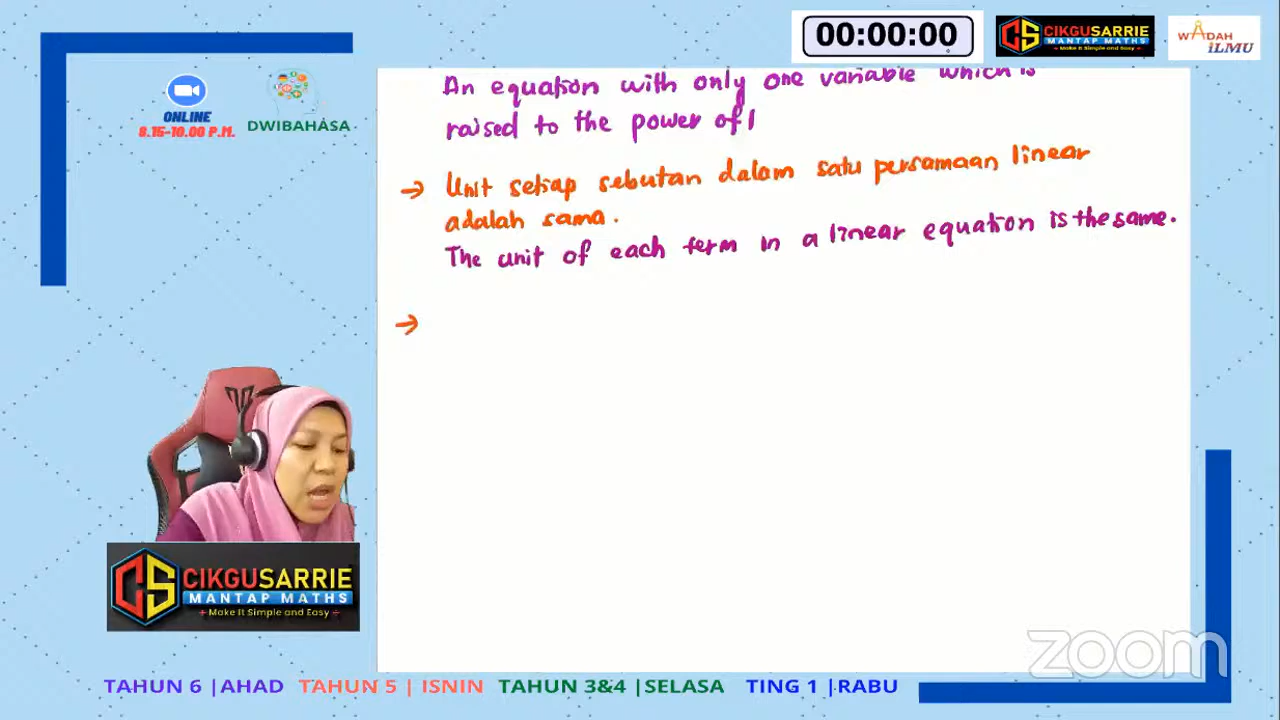 00:00:00
CS CIKGUSARRIE
MANTAP MATHS
Make It Simple and Easy
WADAH
ILMU
ONLINE
8.15-10.00 P.M.
DWIBAHASA
An equation with only one variable which is
raised to the power of 1
→ Unit setiap sebutan dalam satu persamaan linear
adalah sama.
The unit of each term in a linear equation is the same.
→
CS CIKGUSARRIE
MANTAP MATHS
+Make It Simple and Easy+
zoom
TAHUN 6 |AHAD TAHUN 5 | ISNIN TAHUN 3&4 |SELASA TING 1 |RABU